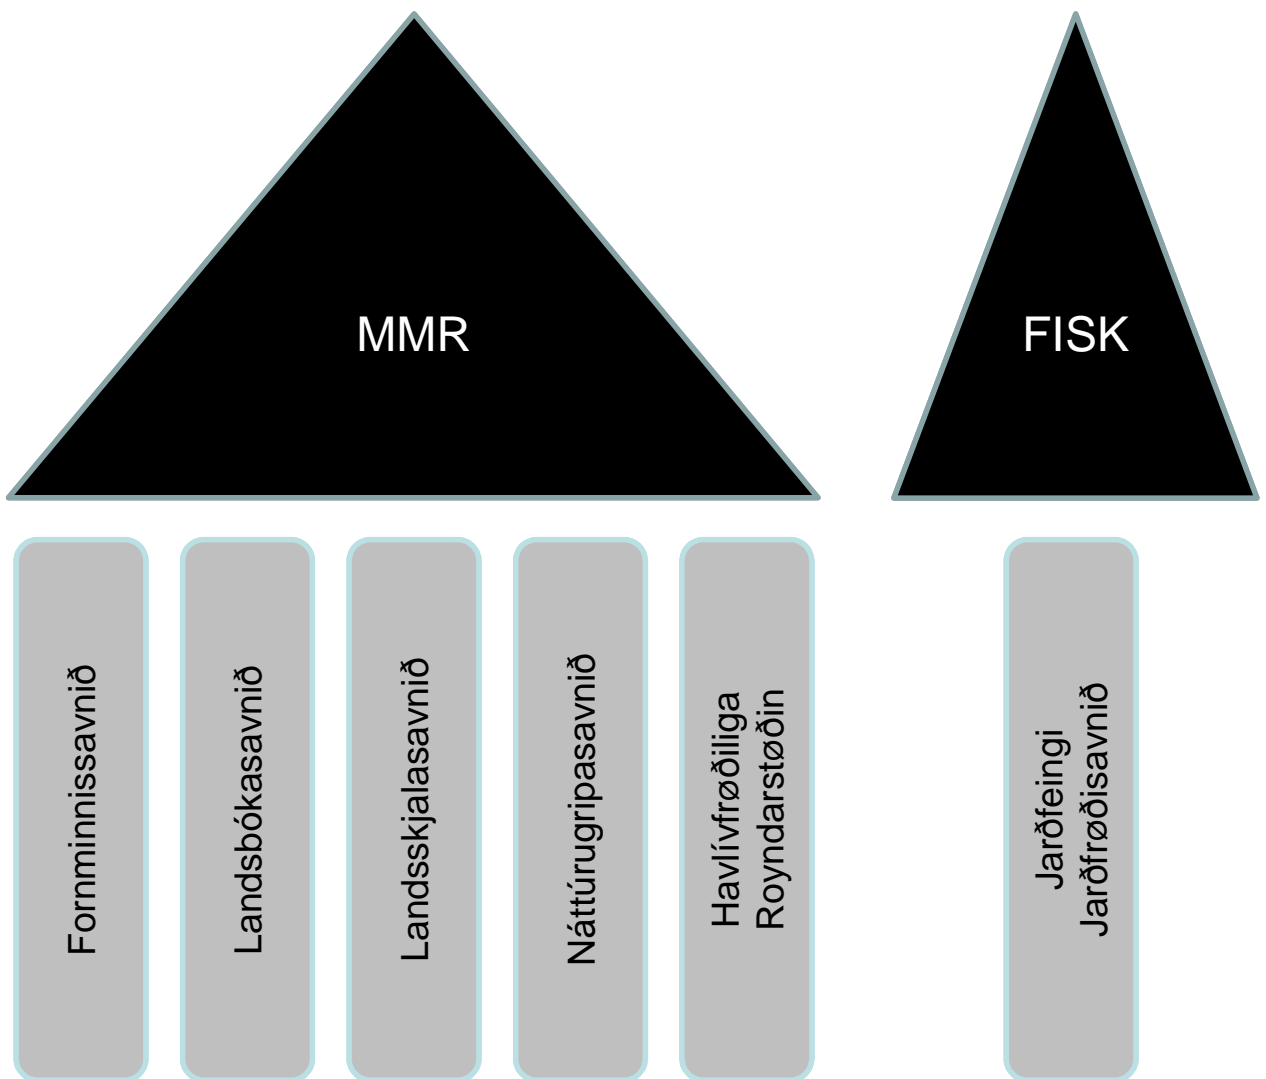 MMR
FISK
Fornminnissavnið
Landsbókasavnið
Landsskjalasavnið
Náttúrugripasavnið
Havlívfrøðiliga
Royndarstøðin
Jarðfeingi
Jarðfrøðisavnið